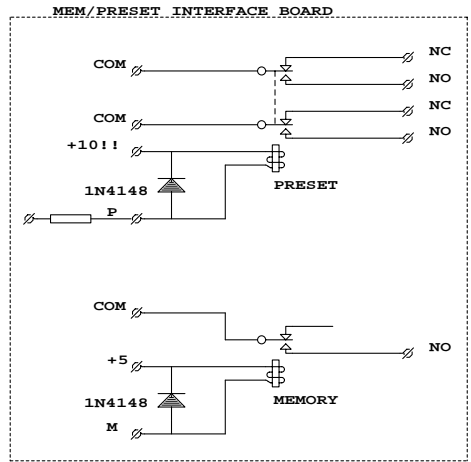 MEM/PRESET INTERFACE BOARD
COM
NC
NO
COM
NC
NO
+10!!
1N4148
PRESET
P
COM
NO
+5
1N4148
MEMORY
M